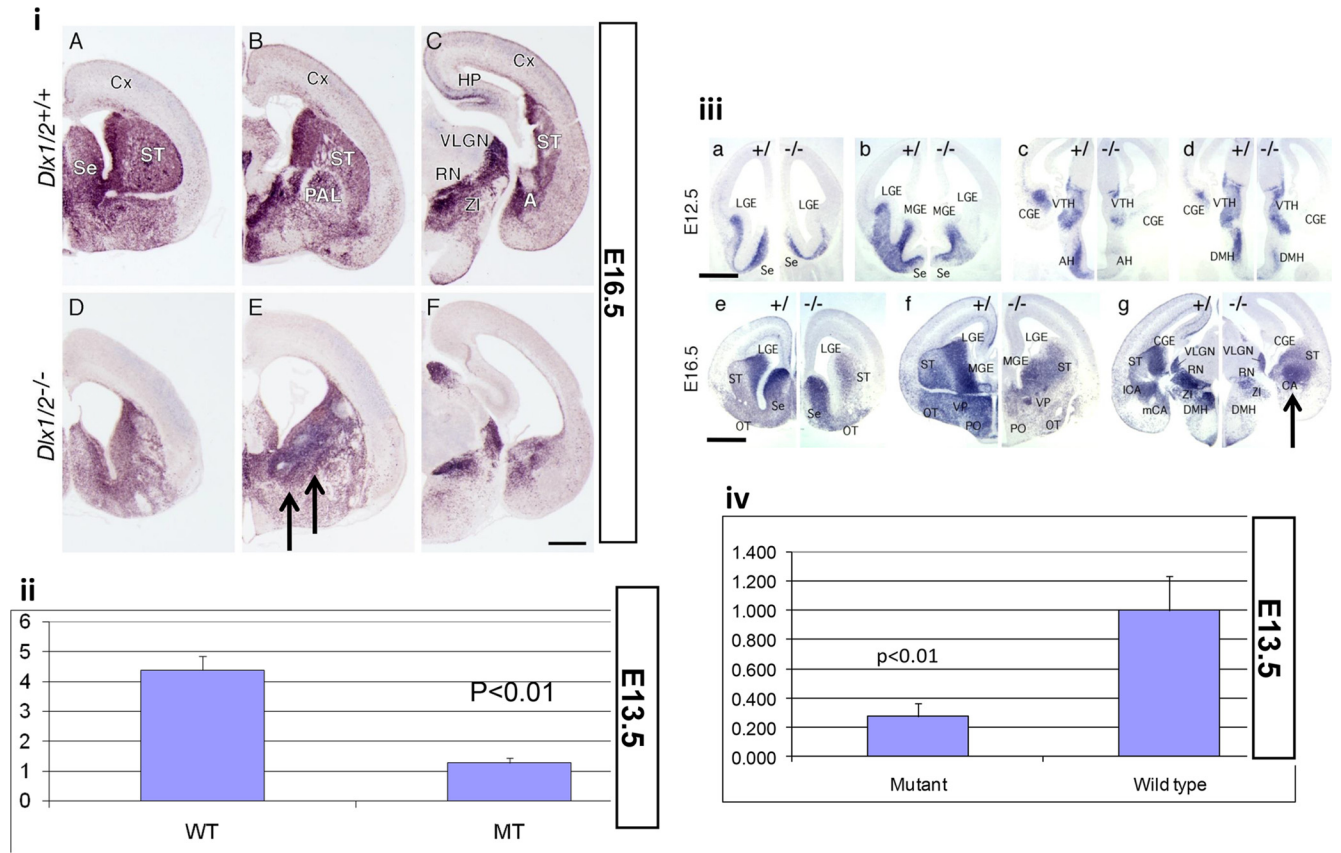 i
A
B
C
Dlx1/2+/+
Cx
Cx
Cx
HP
Se
ST
ST
PAL
VLGN
ST
RN
ZI
A
D
E
F
Dlx1/2-/-
E16.5
ii
6
5
4
3
2
1
0
P<0.01
WT
MT
E13.5
iii
a +/ -/-
b +/ -/-
c +/ -/-
d +/ -/-
E12.5
LGE LGE
Se Se
LGE LGE
MGE MGE
Se Se
CGE VTH VTH CGE
AH AH
CGE VTH VTH CGE
DMH DMH
e +/ -/-
f +/ -/-
g +/ -/-
E16.5
LGE LGE
ST ST
Se Se
OT OT
LGE LGE
ST MGE MGE ST
VP VP
OT PO PO OT
CGE VLGN VLGN CGE
ST RN RN ST
lCA ZI ZI CA
mCA DMH DMH
iv
1.400
1.200
1.000
0.800
0.600
0.400
0.200
0.000
p<0.01
Mutant
Wild type
E13.5